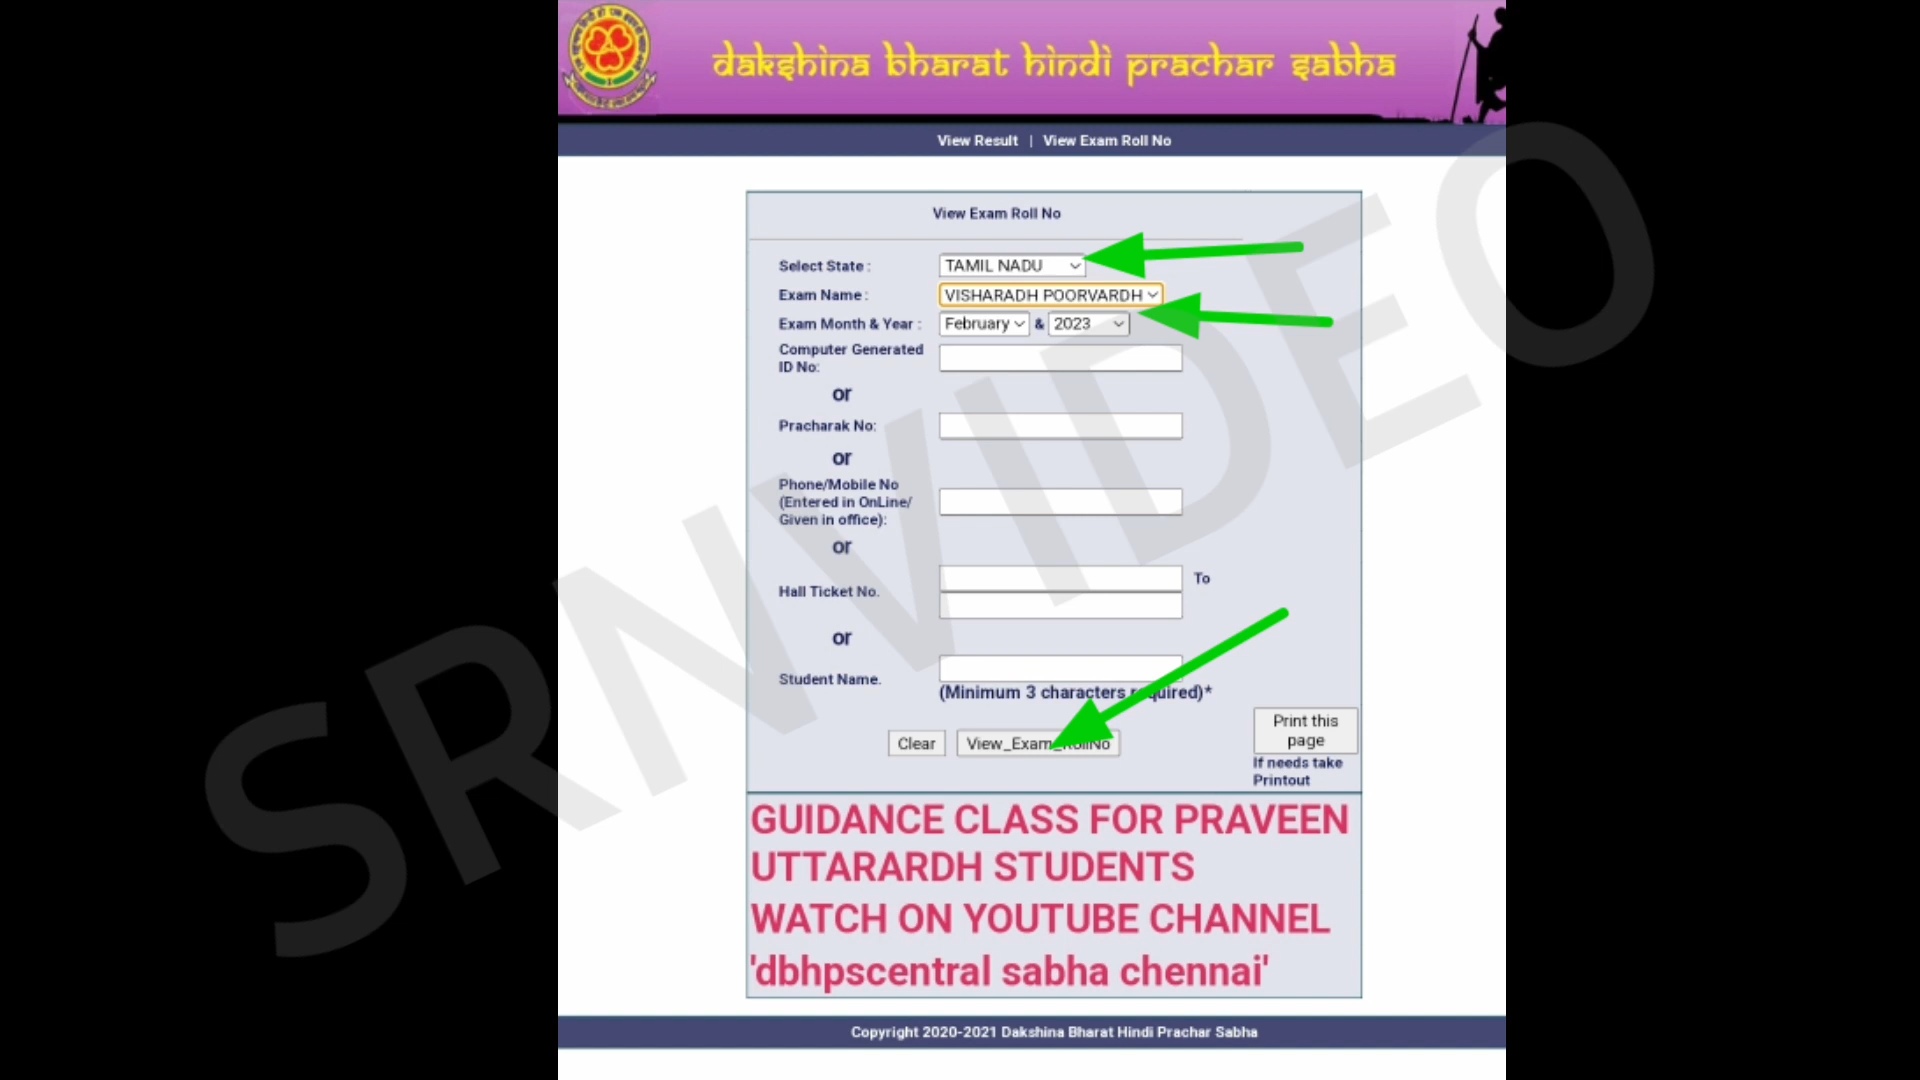 dakshina bharat hindi prachar sabha
View Result | View Exam Roll No
View Exam Roll No
Select State : TAMIL NADU
Exam Name : VISHARADH POORVARDH
Exam Month & Year : February & 2023
Computer Generated
ID No:
or
Pracharak No:
or
Phone/Mobile No
(Entered in OnLine/
Given in office):
or
To
Hall Ticket No.
or
Student Name.
(Minimum 3 characters required)*
Clear View_Exam_RollNo
Print this
page
If needs take
Printout
GUIDANCE CLASS FOR PRAVEEN
UTTARARDH STUDENTS
WATCH ON YOUTUBE CHANNEL
'dbhpscentral sabha chennai'
Copyright 2020-2021 Dakshina Bharat Hindi Prachar Sabha
SRNVIDEO